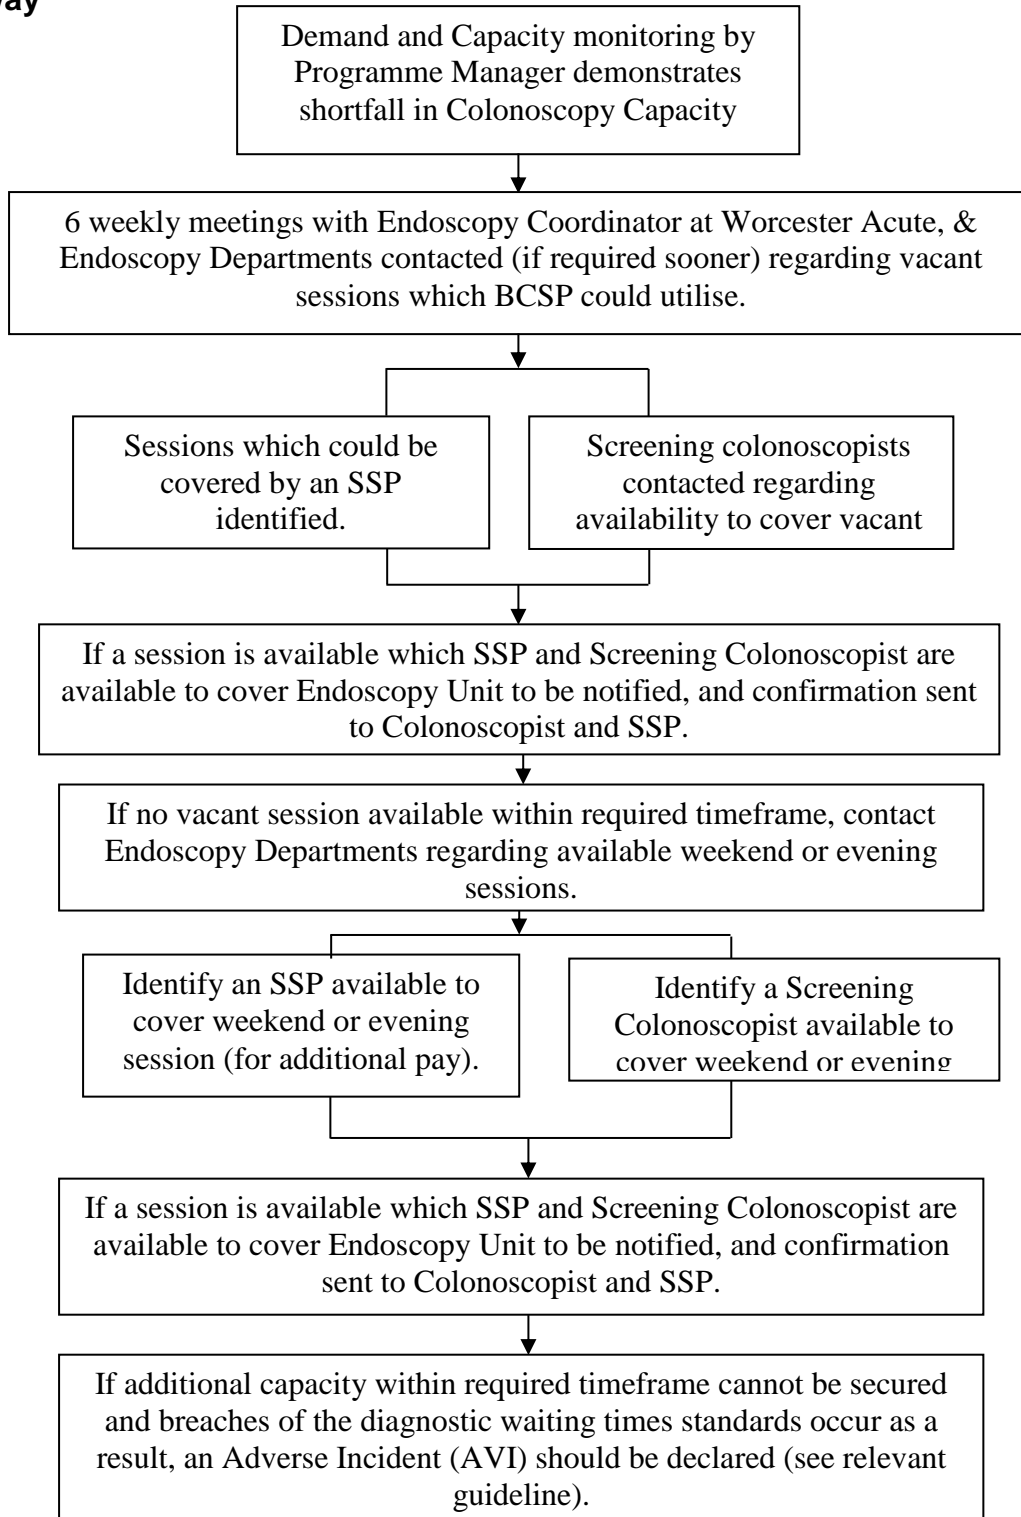 Demand and Capacity monitoring by
Programme Manager demonstrates
shortfall in Colonoscopy Capacity
6 weekly meetings with Endoscopy Coordinator at Worcester Acute, &
Endoscopy Departments contacted (if required sooner) regarding vacant
sessions which BCSP could utilise.
Sessions which could be
covered by an SSP
identified.
Screening colonoscopists
contacted regarding
availability to cover vacant
If a session is available which SSP and Screening Colonoscopist are
available to cover Endoscopy Unit to be notified, and confirmation sent
to Colonoscopist and SSP.
If no vacant session available within required timeframe, contact
Endoscopy Departments regarding available weekend or evening
sessions.
Identify an SSP available to
cover weekend or evening
session (for additional pay).
Identify a Screening
Colonoscopist available to
cover weekend or evening
If a session is available which SSP and Screening Colonoscopist are
available to cover Endoscopy Unit to be notified, and confirmation
sent to Colonoscopist and SSP.
If additional capacity within required timeframe cannot be secured
and breaches of the diagnostic waiting times standards occur as a
result, an Adverse Incident (AVI) should be declared (see relevant
guideline).